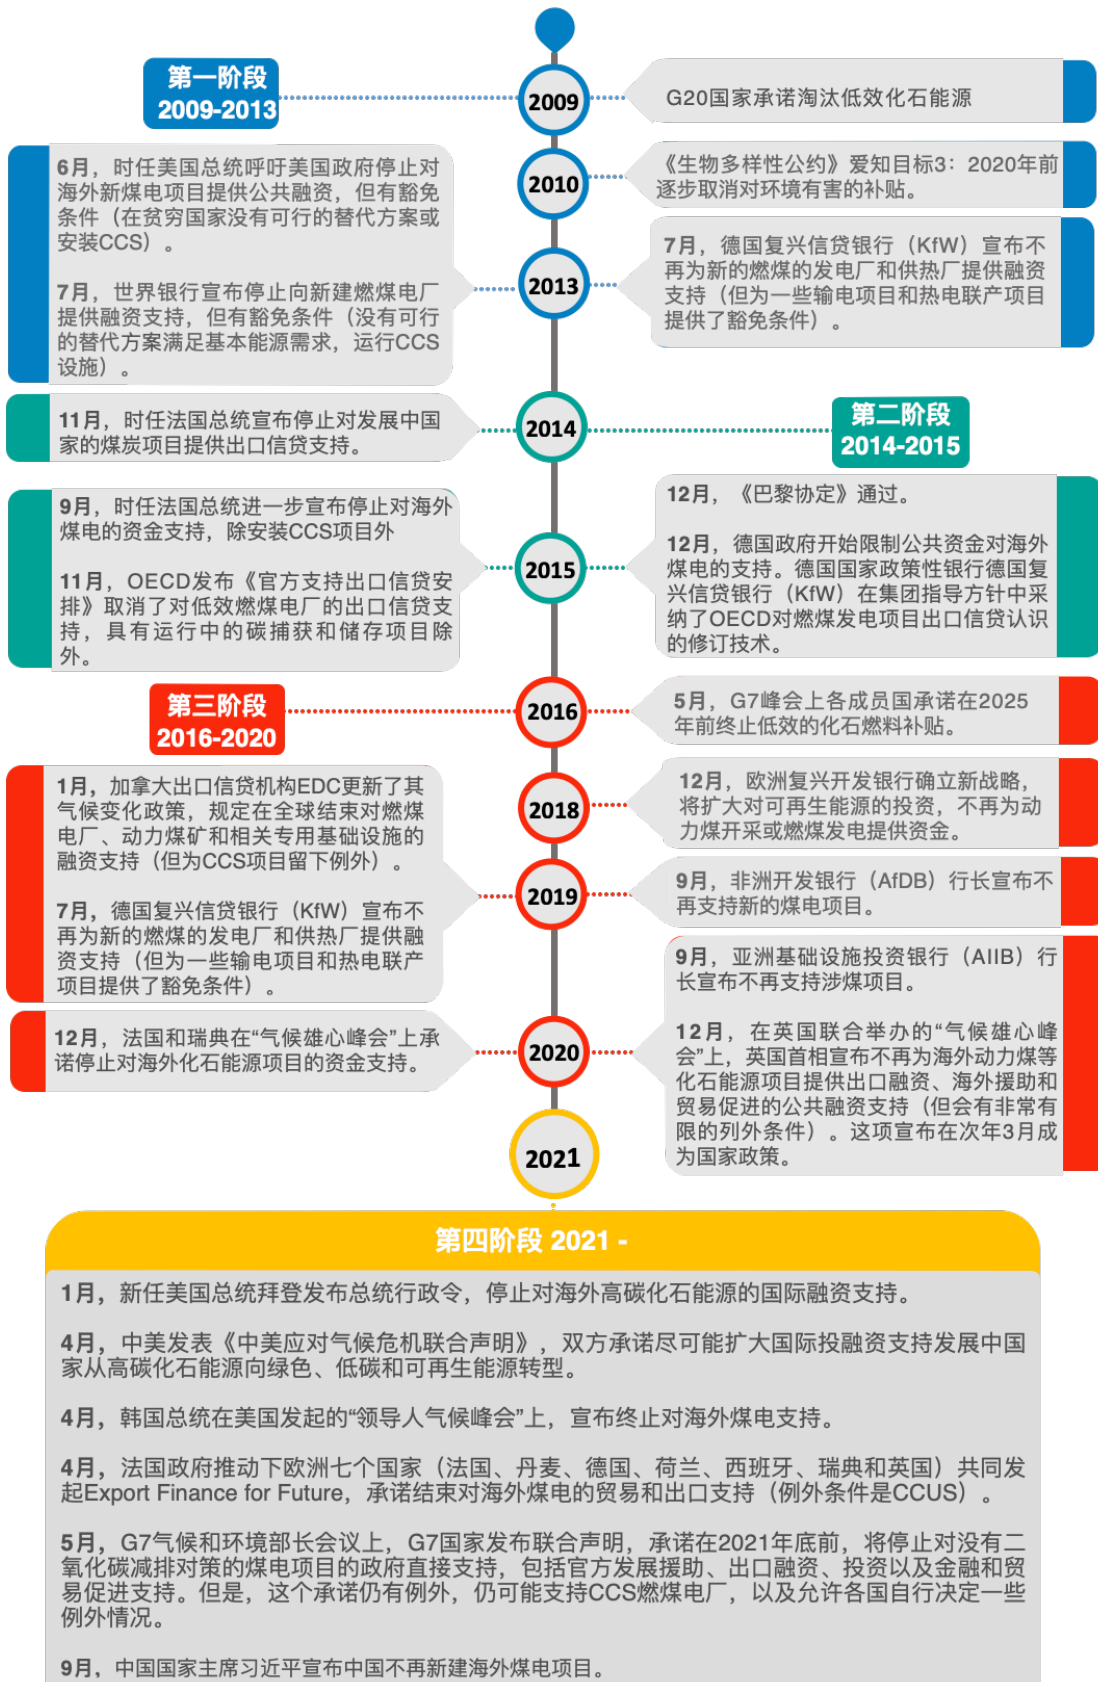 第一阶段
2009-2013
2009
G20国家承诺淘汰低效化石能源
2010
《生物多样性公约》爱知目标3：2020年前
逐步取消对环境有害的补贴。
6月，时任美国总统呼吁美国政府停止对
海外新煤电项目提供公共融资，但有豁免
条件（在贫穷国家没有可行的替代方案或
安装CCS）。
7月，世界银行宣布停止向新建燃煤电厂
提供融资支持，但有豁免条件（没有可行
的替代方案满足基本能源需求，运行CCS
设施）。
2013
7月，德国复兴信贷银行（KfW）宣布不
再为新的燃煤的发电厂和供热厂提供融资
支持（但为一些输电项目和热电联产项目
提供了豁免条件）。
11月，时任法国总统宣布停止对发展中国
家的煤炭项目提供出口信贷支持。
2014
第二阶段
2014-2015
9月，时任法国总统进一步宣布停止对海外
煤电的资金支持，除安装CCS项目外
11月，OECD发布《官方支持出口信贷安
排》取消了对低效燃煤电厂的出口信贷支
持，具有运行中的碳捕获和储存项目除
外。
2015
12月，《巴黎协定》通过。
12月，德国政府开始限制公共资金对海外
煤电的支持。德国国家政策性银行德国复
兴信贷银行（KfW）在集团指导方针中采
纳了OECD对燃煤发电项目出口信贷认识
的修订技术。
第三阶段
2016-2020
2016
5月，G7峰会上各成员国承诺在2025
年前终止低效的化石燃料补贴。
2018
12月，欧洲复兴开发银行确立新战略，
将扩大对可再生能源的投资，不再为动
力煤开采或燃煤发电提供资金。
1月，加拿大出口信贷机构EDC更新了其
气候变化政策，规定在全球结束对燃煤
电厂、动力煤矿和相关专用基础设施的
融资支持（但为CCS项目留下例外）。
7月，德国复兴信贷银行（KfW）宣布不
再为新的燃煤的发电厂和供热厂提供融
资支持（但为一些输电项目和热电联产
项目提供了豁免条件）。
2019
9月，非洲开发银行（AfDB）行长宣布不
再支持新的煤电项目。
12月，法国和瑞典在“气候雄心峰会”上承
诺停止对海外化石能源项目的资金支持。
2020
9月，亚洲基础设施投资银行（AIIB）行
长宣布不再支持涉煤项目。
12月，在英国联合举办的“气候雄心峰
会”上，英国首相宣布不再为海外动力煤等
化石能源项目提供出口融资、海外援助和
贸易促进的公共融资支持（但会有非常有
限的列外条件）。这项宣布在次年3月成
为国家政策。
2021
第四阶段 2021 -
1月，新任美国总统拜登发布总统行政令，停止对海外高碳化石能源的国际融资支持。
4月，中美发表《中美应对气候危机联合声明》，双方承诺尽可能扩大国际投融资支持发展中国
家从高碳化石能源向绿色、低碳和可再生能源转型。
4月，韩国总统在美国发起的“领导人气候峰会”上，宣布终止对海外煤电支持。
4月，法国政府推动下欧洲七个国家（法国、丹麦、德国、荷兰、西班牙、瑞典和英国）共同发
起Export Finance for Future，承诺结束对海外煤电的贸易和出口支持（例外条件是CCUS）。
5月，G7气候和环境部长会议上，G7国家发布联合声明，承诺在2021年底前，将停止对没有二
氧化碳减排对策的煤电项目的政府直接支持，包括官方发展援助、出口融资、投资以及金融和贸
易促进支持。但是，这个承诺仍有例外，仍可能支持CCS燃煤电厂，以及允许各国自行决定一些
例外情况。
9月，中国国家主席习近平宣布中国不再新建海外煤电项目。